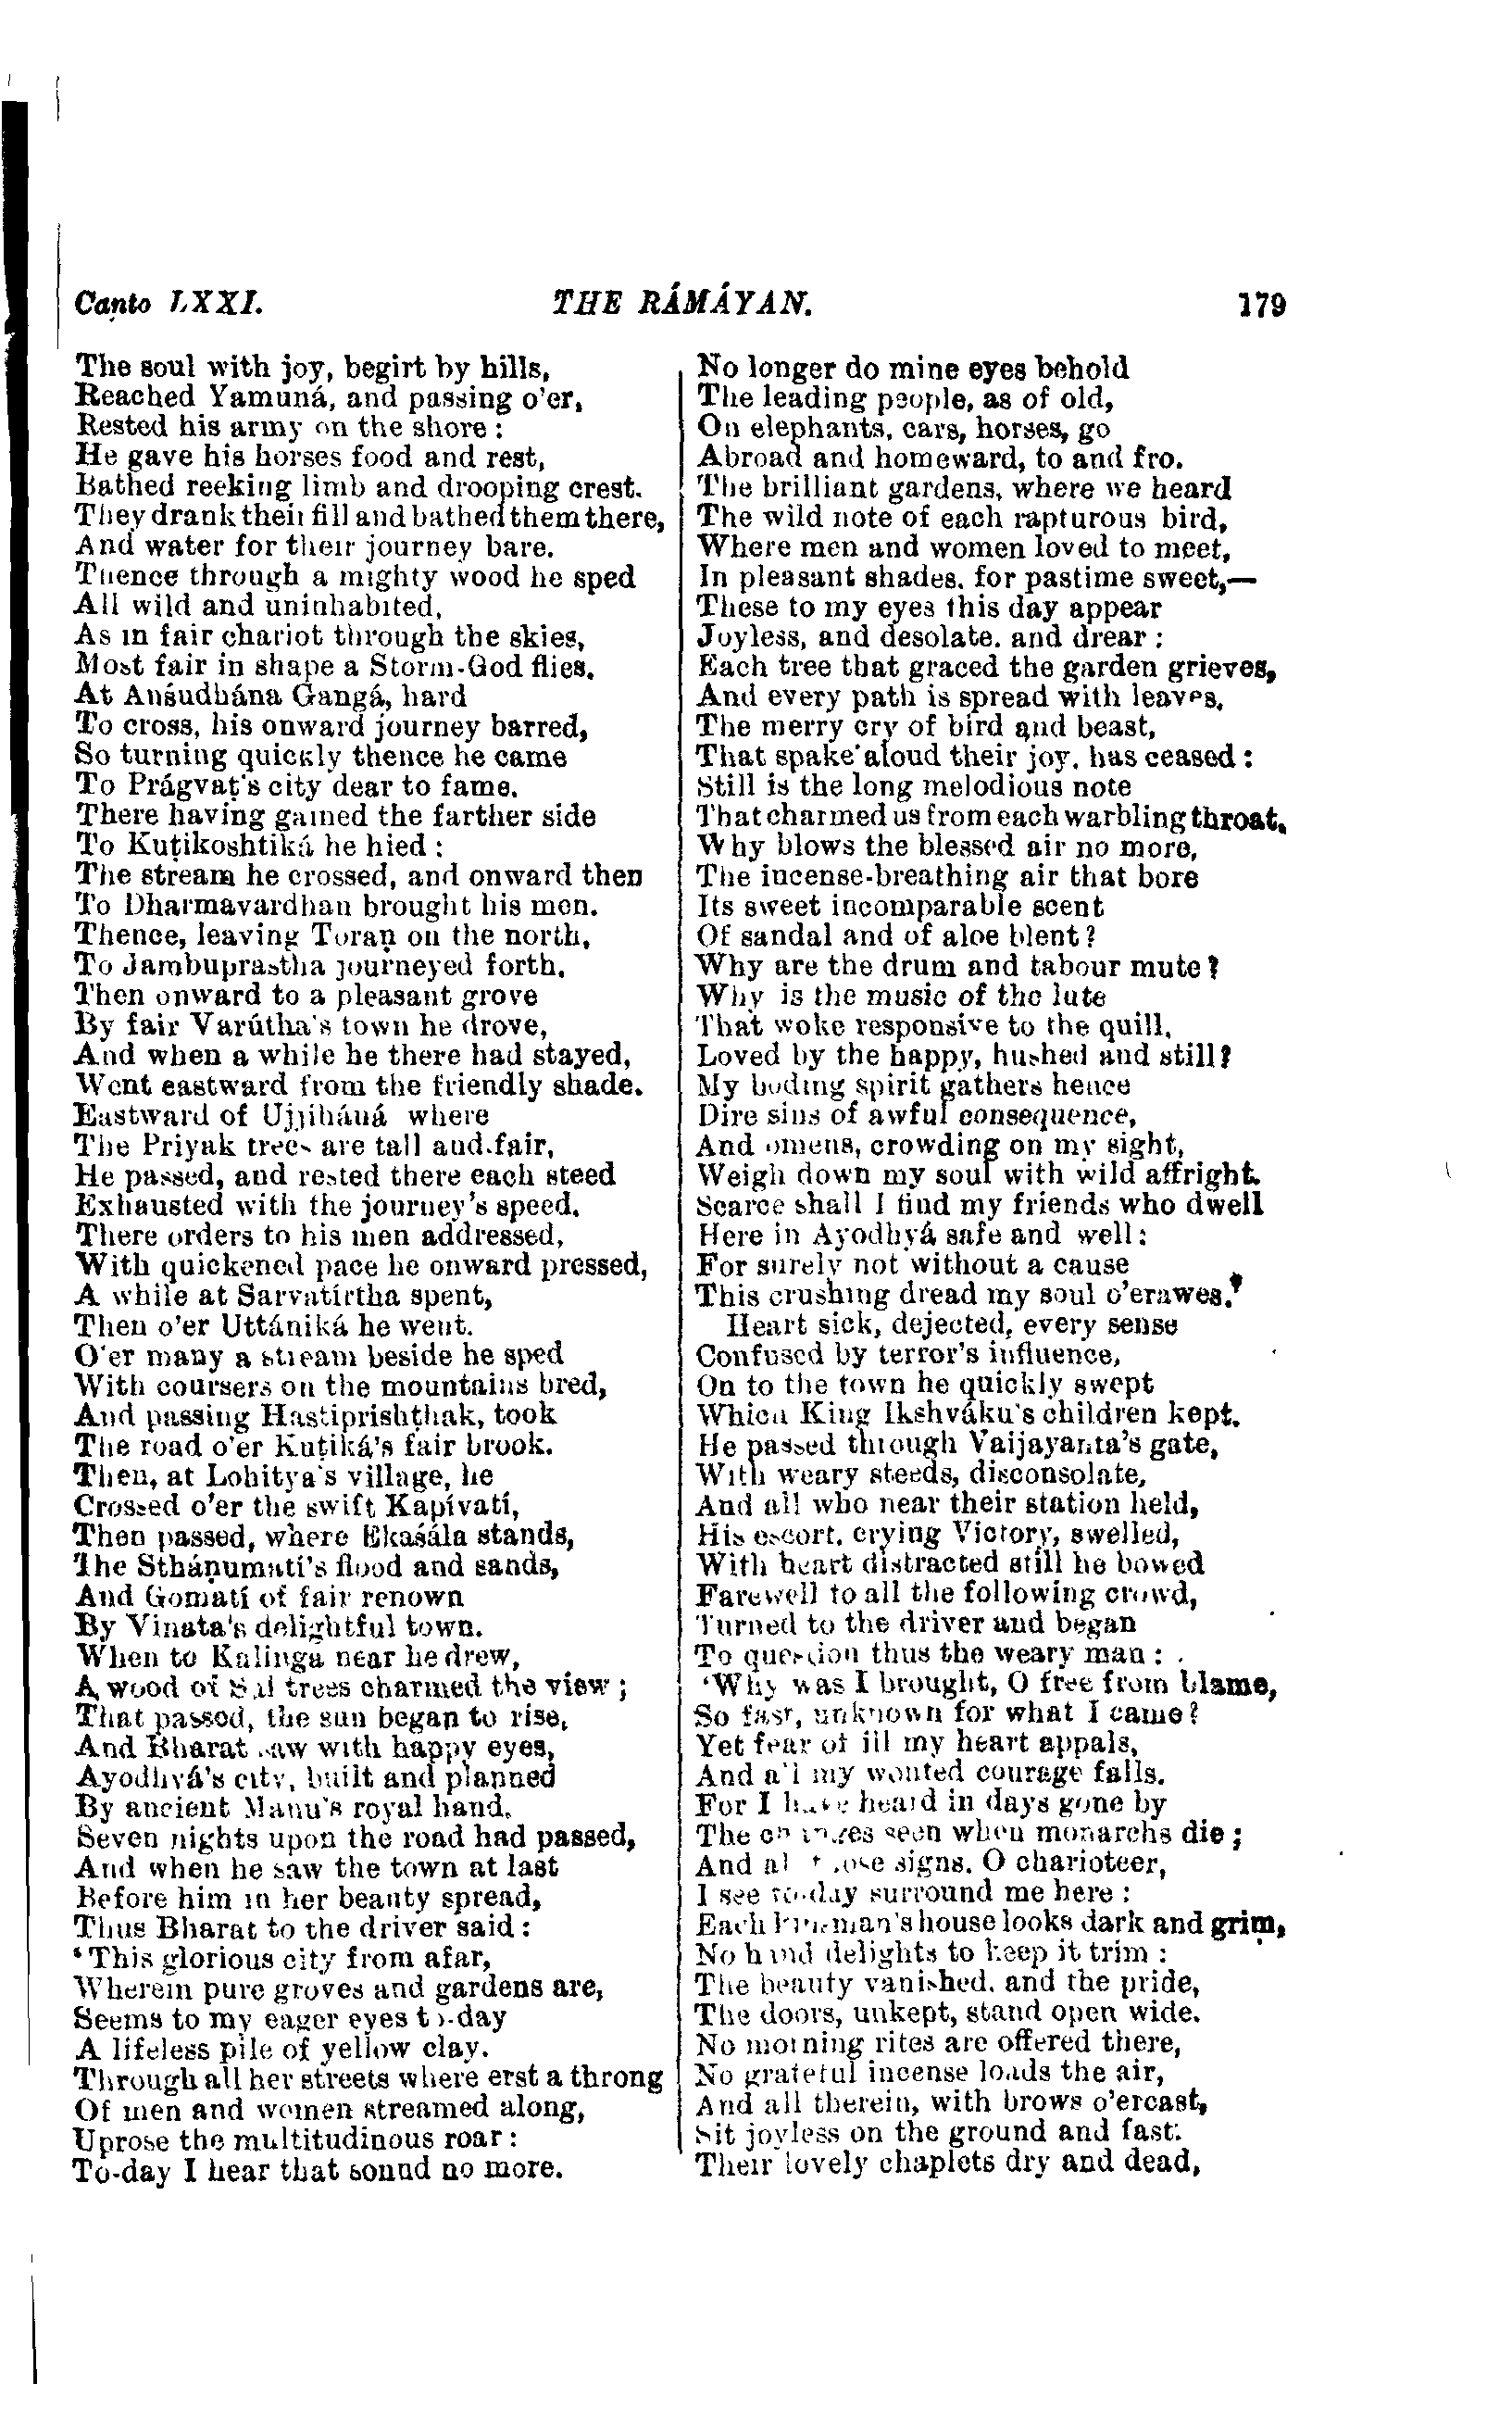 Canto LXXI. THE RÁMÁYAN. 179
The soul with joy, begirt by hills,
Reached Yamuná, and passing o'er,
Rested his army on the shore :
He gave his horses food and rest,
Bathed reeking limb and drooping crest.
They drank their fill and bathed them there,
And water for their journey bare.
Thence through a mighty wood he sped
All wild and uninhabited,
As in fair chariot through the skies,
Most fair in shape a Storm-God flies.
At Anśudhána Gangá, hard
To cross, his onward journey barred,
So turning quickly thence he came
To Prágvaṭ's city dear to fame.
There having gained the farther side
To Kuṭikoshṭiká he hied :
The stream he crossed, and onward then
To Dharmavardhan brought his men.
Thence, leaving Toraṇ on the north,
To Jambuprastha journeyed forth.
Then onward to a pleasant grove
By fair Varútha's town he drove,
And when a while he there had stayed,
Went eastward from the friendly shade.
Eastward of Ujjiháná where
The Priyak trees are tall and fair,
He passed, and rested there each steed
Exhausted with the journey's speed.
There orders to his men addressed,
With quickened pace he onward pressed,
A while at Sarvatírtha spent,
Then o'er Uttániká he went.
O'er many a stream beside he sped
With coursers on the mountains bred,
And passing Hastiprishṭhak, took
The road o'er Kuṭiká's fair brook.
Then, at Lohitya's village, he
Crossed o'er the swift Kapívatí,
Then passed, where Ekaśála stands,
The Stháṇumatí's flood and sands,
And Gomatí of fair renown
By Vinata's delightful town.
When to Kalinga near he drew,
A wood of Sal trees charmed the view ;
That passed, the sun began to rise,
And Bharat saw with happy eyes,
Ayodhyá's city, built and planned
By ancient Manu's royal hand.
Seven nights upon the road had passed,
And when he saw the town at last
Before him in her beauty spread,
Thus Bharat to the driver said :
'This glorious city from afar,
Wherein pure groves and gardens are,
Seems to my eager eyes to-day
A lifeless pile of yellow clay.
Through all her streets where erst a throng
Of men and women streamed along,
Uprose the multitudinous roar :
To-day I hear that sound no more.
No longer do mine eyes behold
The leading people, as of old,
On elephants, cars, horses, go
Abroad and homeward, to and fro.
The brilliant gardens, where we heard
The wild note of each rapturous bird,
Where men and women loved to meet,
In pleasant shades, for pastime sweet,—
These to my eyes this day appear
Joyless, and desolate, and drear :
Each tree that graced the garden grieves,
And every path is spread with leaves.
The merry cry of bird and beast,
That spake aloud their joy, has ceased :
Still is the long melodious note
That charmed us from each warbling throat.
Why blows the blessed air no more,
The incense-breathing air that bore
Its sweet incomparable scent
Of sandal and of aloe blent?
Why are the drum and tabour mute?
Why is the music of the lute
That woke responsive to the quill,
Loved by the happy, hushed and still?
My boding spirit gathers hence
Dire sins of awful consequence,
And omens, crowding on my sight,
Weigh down my soul with wild affright.
Scarce shall I find my friends who dwell
Here in Ayodhyá safe and well :
For surely not without a cause
This crushing dread my soul o'erawes.'
Heart sick, dejected, every sense
Confused by terror's influence,
On to the town he quickly swept
Which King Ikshváku's children kept.
He passed through Vaijayanta's gate,
With weary steeds, disconsolate,
And all who near their station held,
His escort, crying Victory, swelled,
With heart distracted still he bowed
Farewell to all the following crowd,
Turned to the driver and began
To question thus the weary man :
'Why was I brought, O free from blame,
So fast, unknown for what I came?
Yet fear of ill my heart appals,
And all my wonted courage falls.
For I have heard in days gone by
The changes seen when monarchs die ;
And all those signs, O charioteer,
I see to-day surround me here :
Each kinsman's house looks dark and grim,
No hand delights to keep it trim :
The beauty vanished, and the pride,
The doors, unkept, stand open wide.
No morning rites are offered there,
No grateful incense loads the air,
And all therein, with brows o'ercast,
Sit joyless on the ground and fast.
Their lovely chaplets dry and dead,